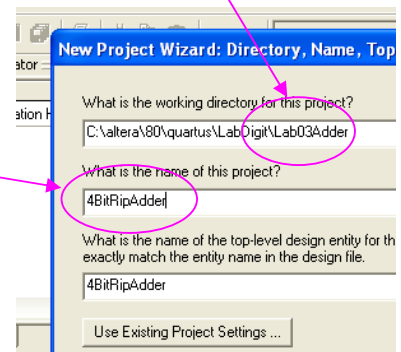 ator
New Project Wizard: Directory, Name, Top
ation H
What is the working directory for this project?
C:\altera\80\quartus\LabDigit\Lab03Adder
What is the name of this project?
4BitRipAdder
What is the name of the top-level design entity for th
exactly match the entity name in the design file.
4BitRipAdder
Use Existing Project Settings ...